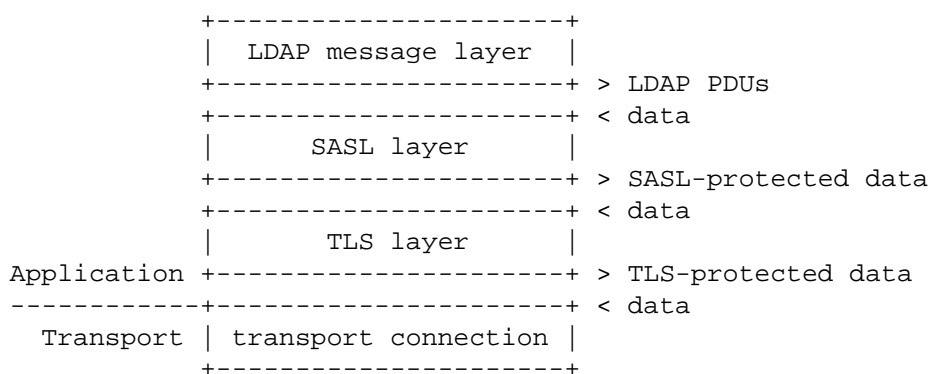 +----------------------+
| LDAP message layer |
+----------------------+ > LDAP PDUs
+----------------------+ < data
| SASL layer |
+----------------------+ > SASL-protected data
+----------------------+ < data
| TLS layer |
Application +----------------------+ > TLS-protected data
------------+----------------------+ < data
Transport | transport connection |
+----------------------+